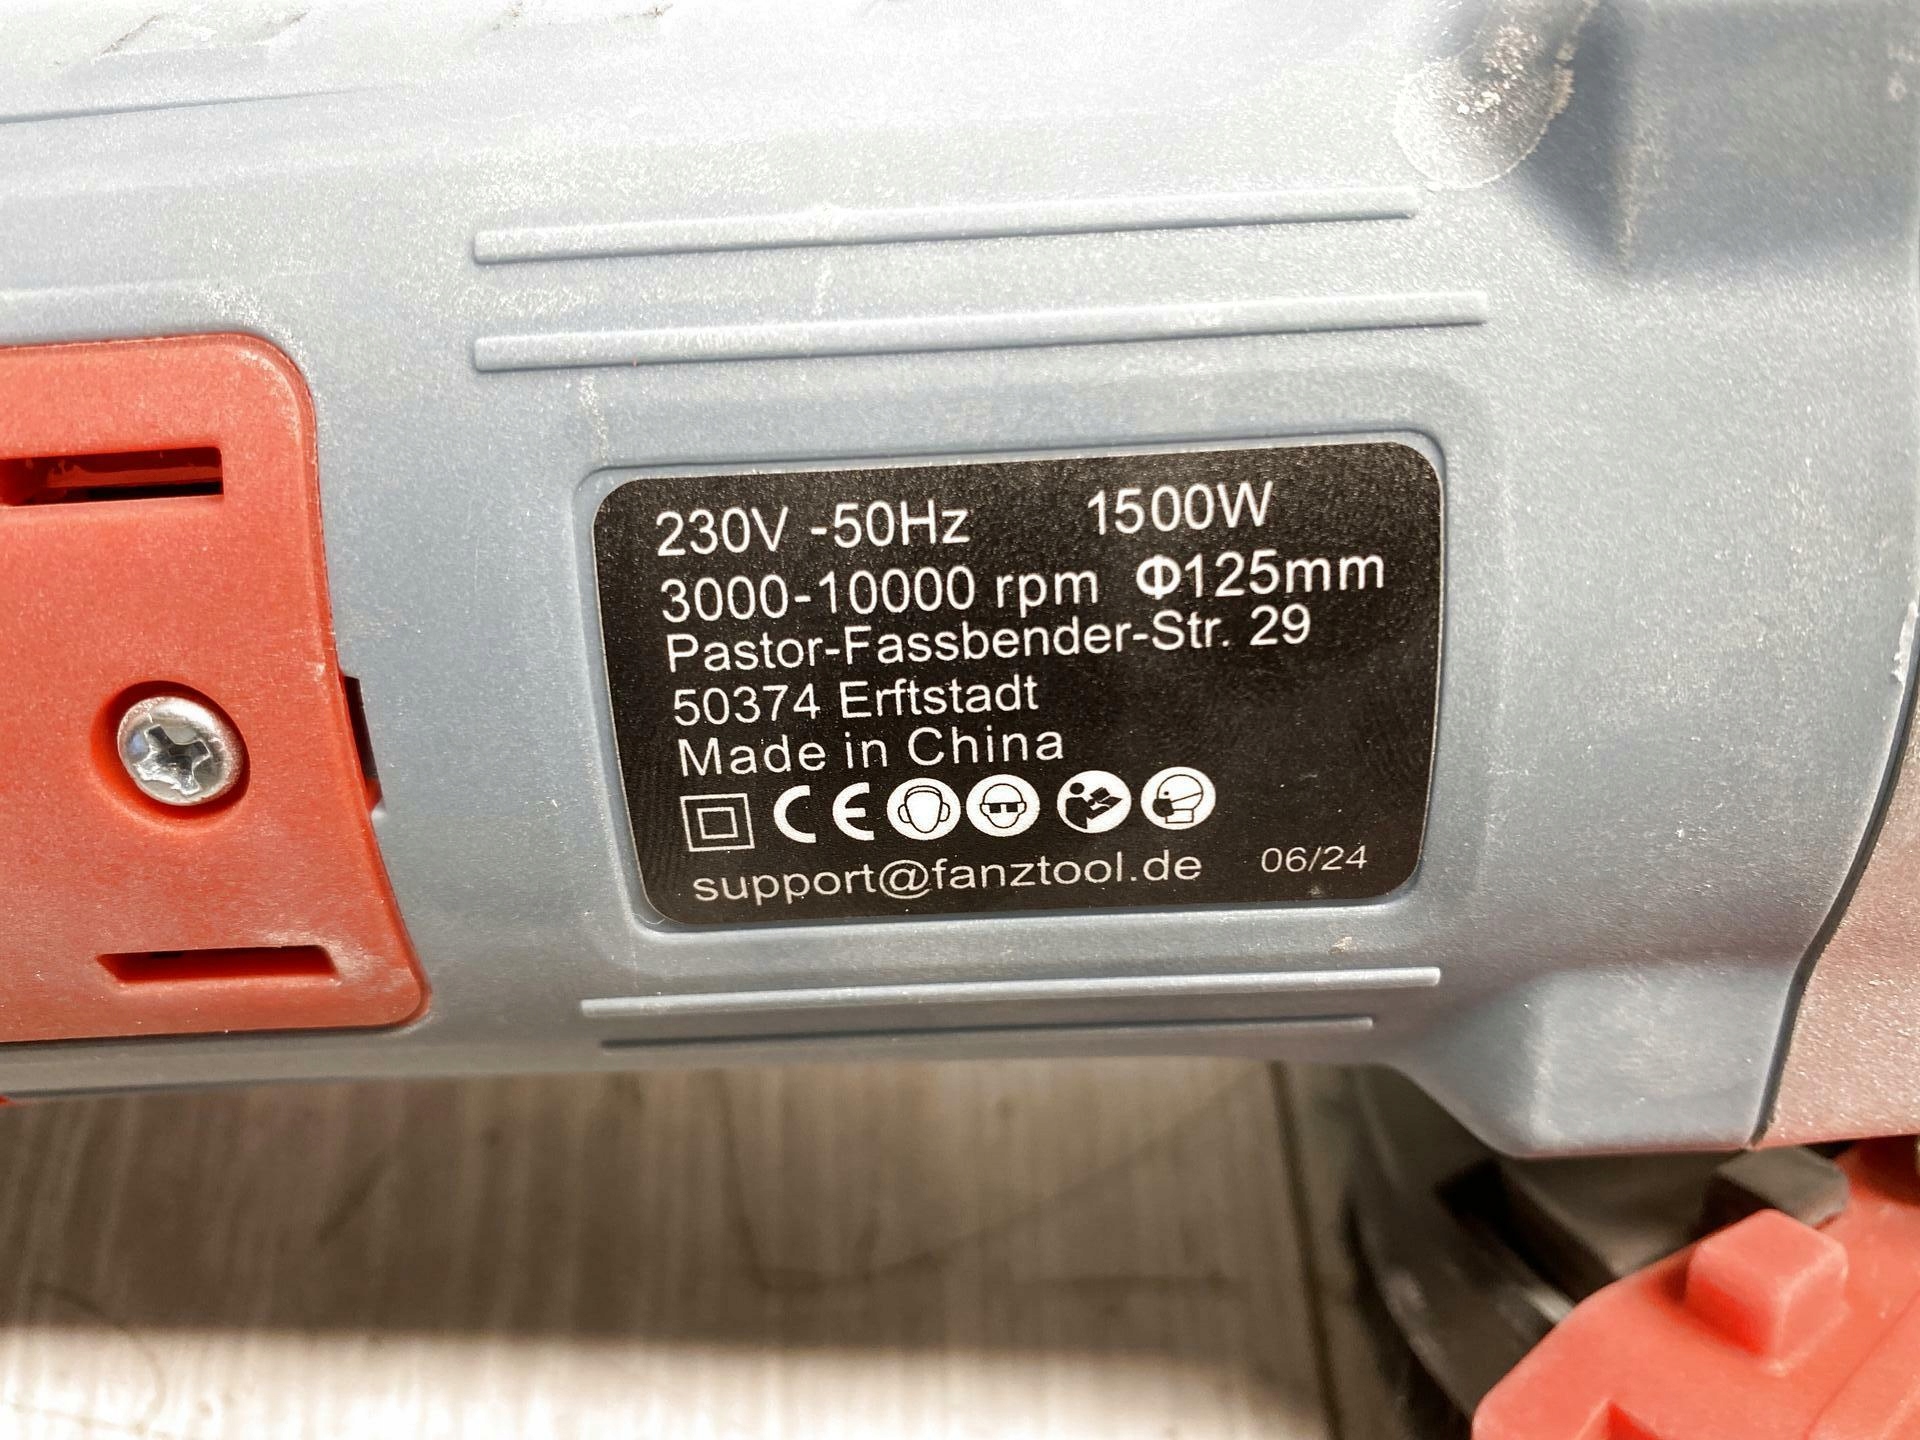 230V -50Hz 1500W
3000-10000 rpm Φ125mm
Pastor-Fassbender-Str. 29
50374 Erftstadt
Made in China
CE
support@fanztool.de 06/24